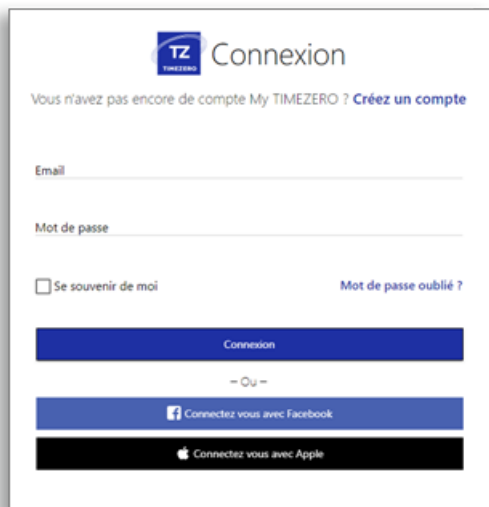 TZ
TIMEZERO
Connexion
Vous n'avez pas encore de compte My TIMEZERO ? Créez un compte
Email
Mot de passe
Se souvenir de moi
Mot de passe oublié ?
Connexion
– Ou –
Connectez vous avec Facebook
Connectez vous avec Apple